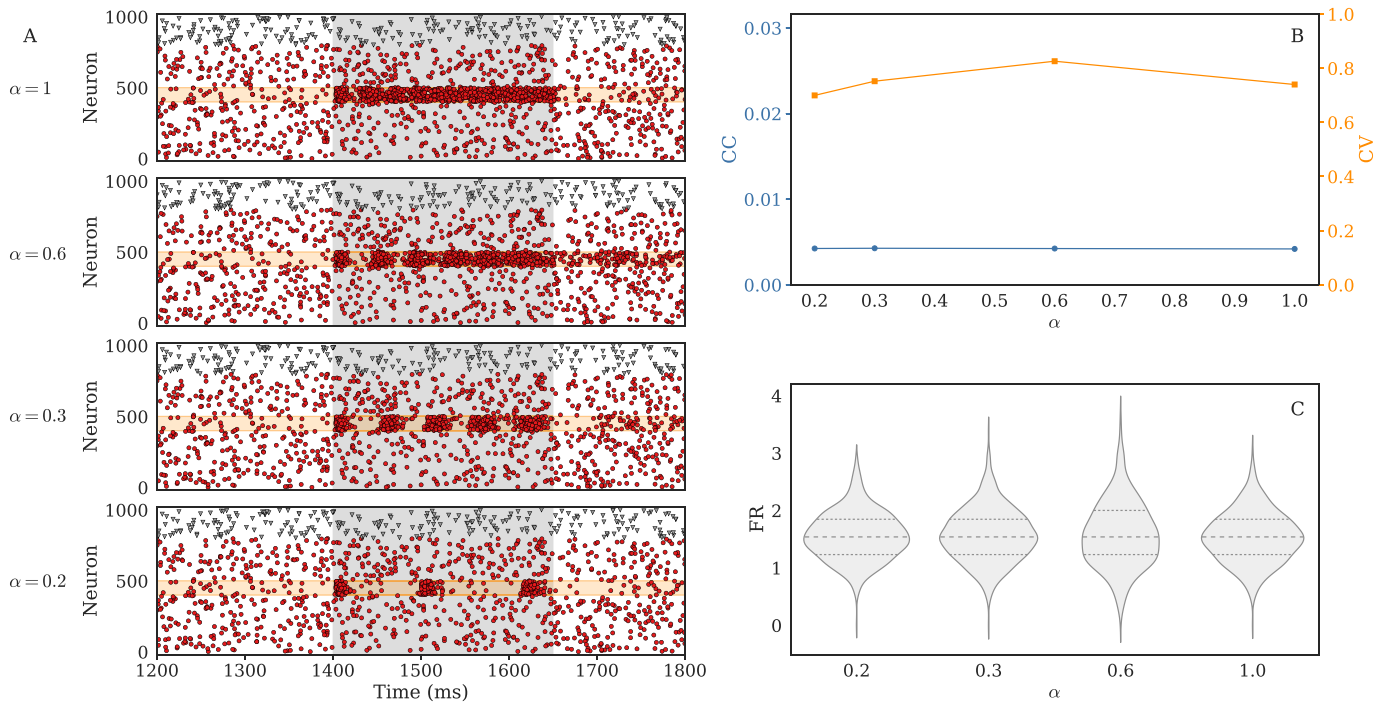 A
α = 1
Neuron
1000
500
0
α = 0.6
Neuron
1000
500
0
α = 0.3
Neuron
1000
500
0
α = 0.2
Neuron
1000
500
0
1200 1300 1400 1500 1600 1700 1800
Time (ms)
B
CC
0.03
0.02
0.01
0.00
CV
1.0
0.8
0.6
0.4
0.2
0.0
0.2 0.3 0.4 0.5 0.6 0.7 0.8 0.9 1.0
α
C
FR
4
3
2
1
0
0.2 0.3 0.6 1.0
α